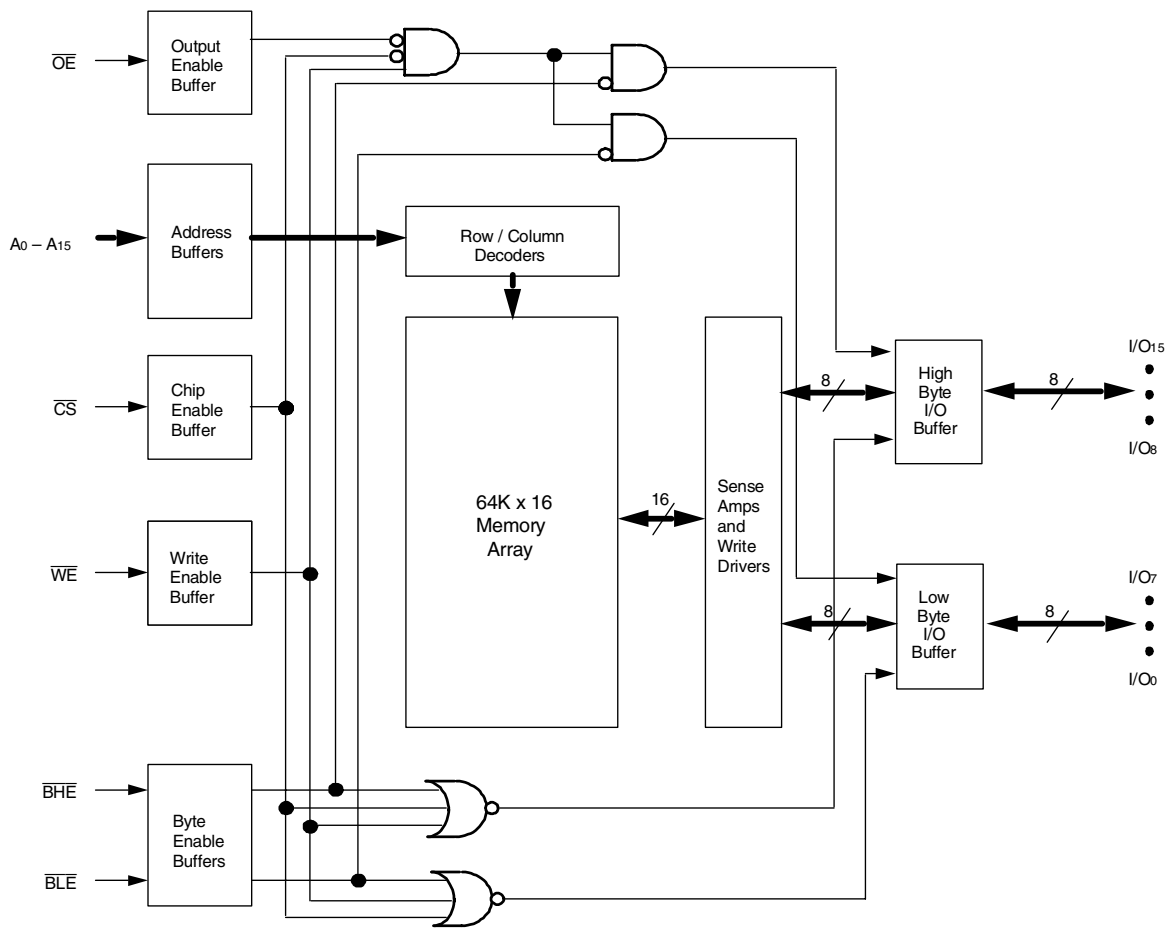 OE
Output
Enable
Buffer
A0 – A15
Address
Buffers
Row / Column
Decoders
CS
Chip
Enable
Buffer
WE
Write
Enable
Buffer
64K x 16
Memory
Array
16
Sense
Amps
and
Write
Drivers
8
High
Byte
I/O
Buffer
8
I/O15
I/O8
8
Low
Byte
I/O
Buffer
8
I/O7
I/O0
BHE
BLE
Byte
Enable
Buffers